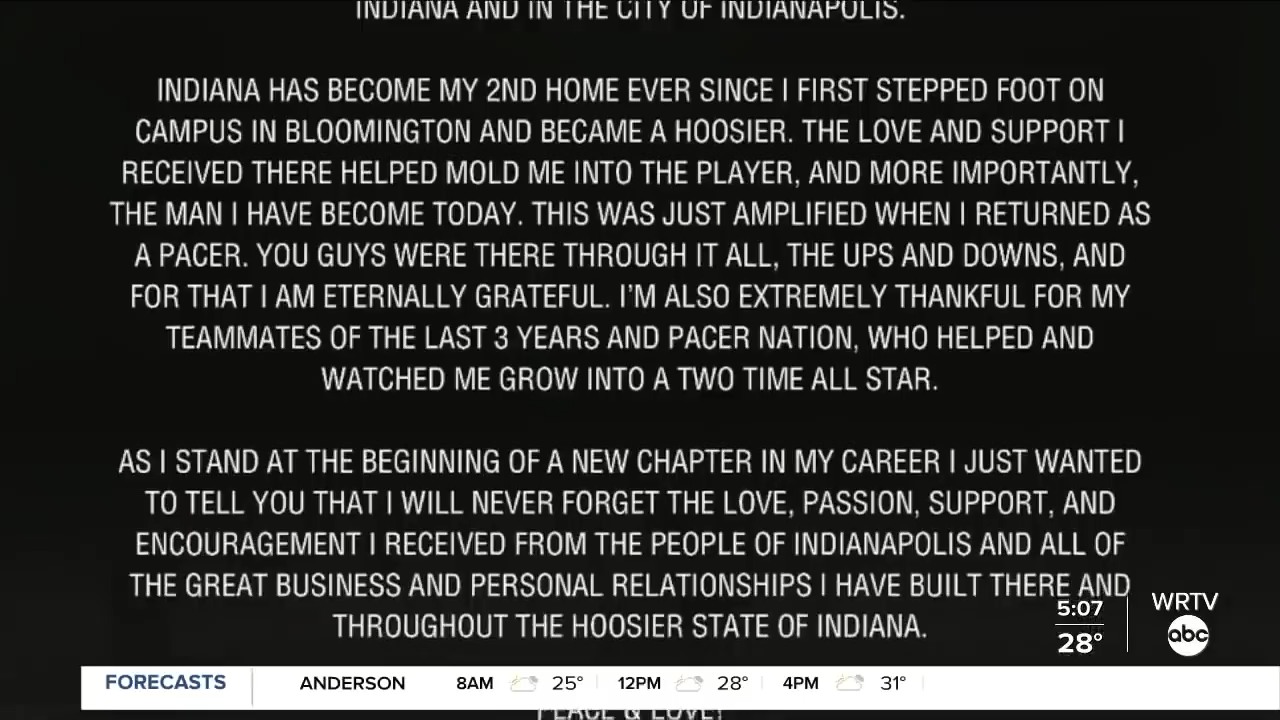 INDIANA AND IN THE CITY OF INDIANAPOLIS.
INDIANA HAS BECOME MY 2ND HOME EVER SINCE I FIRST STEPPED FOOT ON
CAMPUS IN BLOOMINGTON AND BECAME A HOOSIER. THE LOVE AND SUPPORT I
RECEIVED THERE HELPED MOLD ME INTO THE PLAYER, AND MORE IMPORTANTLY,
THE MAN I HAVE BECOME TODAY. THIS WAS JUST AMPLIFIED WHEN I RETURNED AS
A PACER. YOU GUYS WERE THERE THROUGH IT ALL, THE UPS AND DOWNS, AND
FOR THAT I AM ETERNALLY GRATEFUL. I'M ALSO EXTREMELY THANKFUL FOR MY
TEAMMATES OF THE LAST 3 YEARS AND PACER NATION, WHO HELPED AND
WATCHED ME GROW INTO A TWO TIME ALL STAR.
AS I STAND AT THE BEGINNING OF A NEW CHAPTER IN MY CAREER I JUST WANTED
TO TELL YOU THAT I WILL NEVER FORGET THE LOVE, PASSION, SUPPORT, AND
ENCOURAGEMENT I RECEIVED FROM THE PEOPLE OF INDIANAPOLIS AND ALL OF
THE GREAT BUSINESS AND PERSONAL RELATIONSHIPS I HAVE BUILT THERE AND
THROUGHOUT THE HOOSIER STATE OF INDIANA.
5:07
28°
WRTV
abc
FORECASTS ANDERSON 8AM 25° 12PM 28° 4PM 31°
PEACE & LOVE!